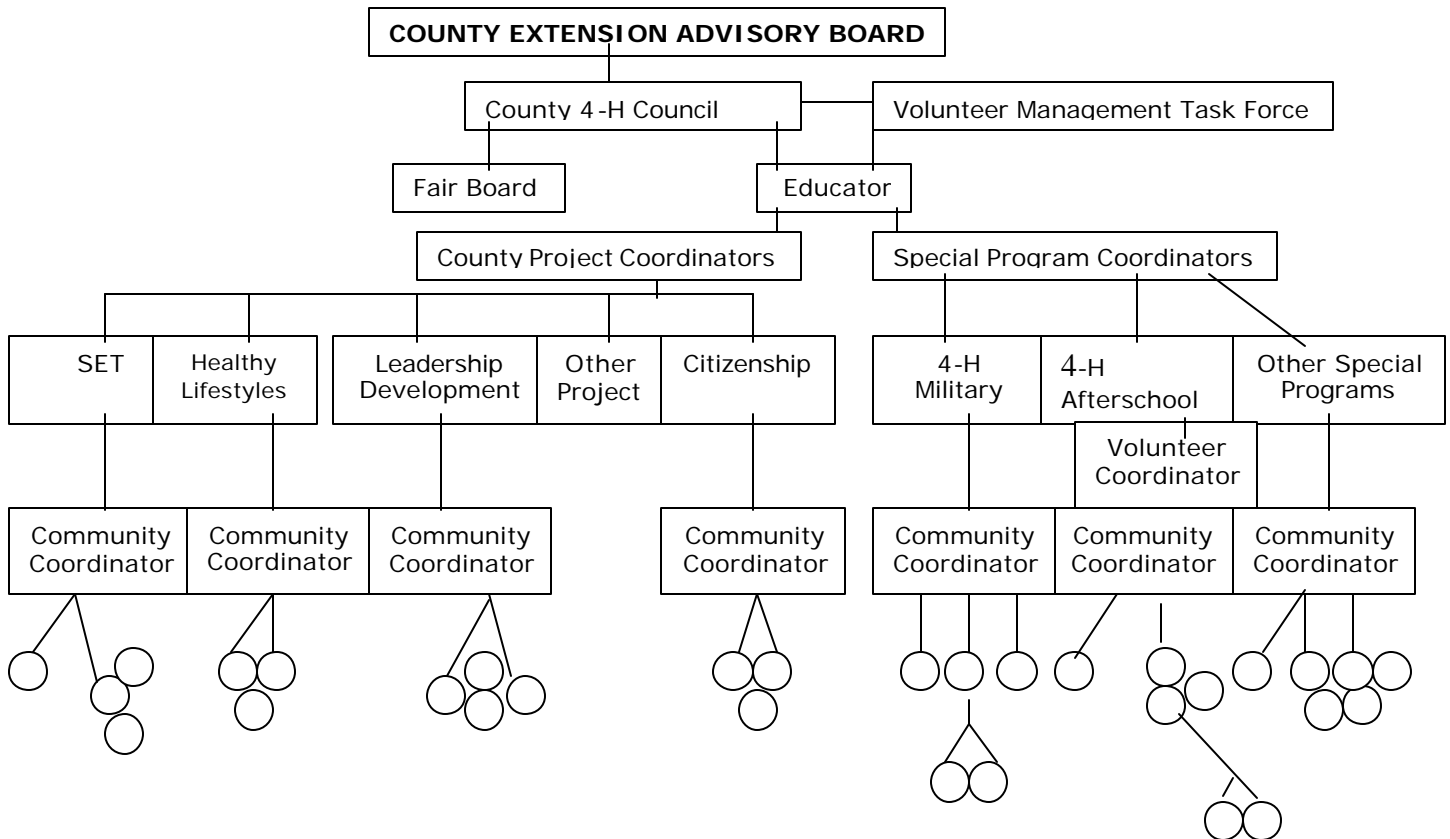 COUNTY EXTENSION ADVISORY BOARD
County 4-H Council
Volunteer Management Task Force
Fair Board
Educator
County Project Coordinators
Special Program Coordinators
SET
Healthy
Lifestyles
Leadership
Development
Other
Project
Citizenship
4-H
Military
4-H
Afterschool
Other Special
Programs
Volunteer
Coordinator
Community
Coordinator
Community
Coordinator
Community
Coordinator
Community
Coordinator
Community
Coordinator
Community
Coordinator
Community
Coordinator